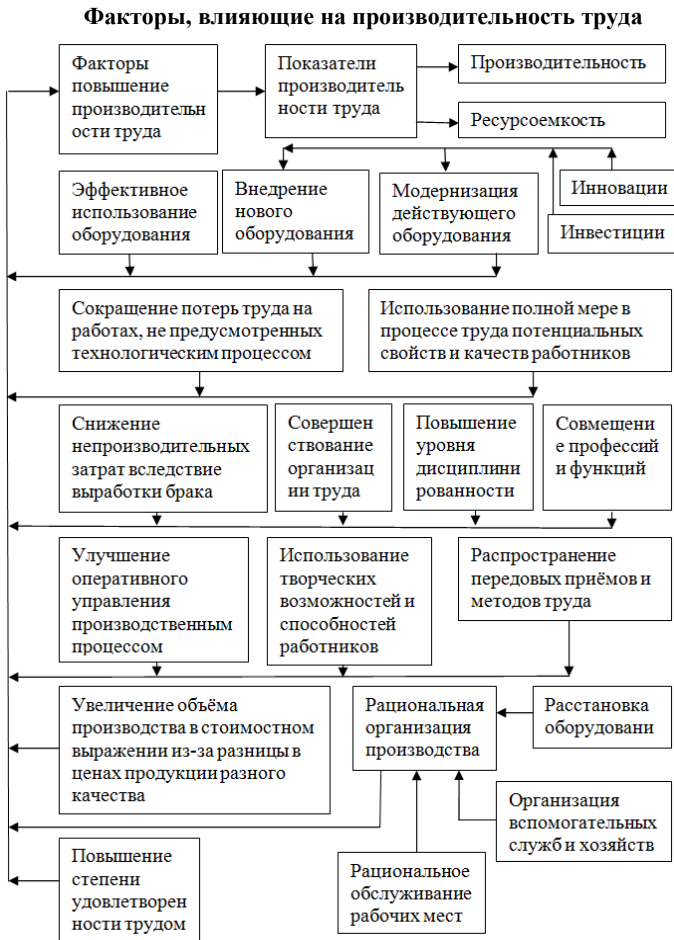 Факторы, влияющие на производительность труда
Факторы
повышение
производительн
ости труда
Показатели
производитель
ности труда
Производительность
Ресурсоемкость
Эффективное
использование
оборудования
Внедрение
нового
оборудования
Модернизация
действующего
оборудования
Инновации
Инвестиции
Сокращение потерь труда на
работах, не предусмотренных
технологическим процессом
Использование полной мере в
процессе труда потенциальных
свойств и качеств работников
Снижение
непроизводительных
затрат вследствие
выработки брака
Совершен
ствование
организац
ии труда
Повышение
уровня
дисциплини
рованности
Совмещени
е профессий
и функций
Улучшение
оперативного
управления
производственным
процессом
Использование
творческих
возможностей и
способностей
работников
Распространение
передовых приёмов и
методов труда
Увеличение объёма
производства в стоимостном
выражении из-за разницы в
ценах продукции разного
качества
Рациональная
организация
производства
Расстановка
оборудовани
Организация
вспомогательных
служб и хозяйств
Повышение
степени
удовлетворен
ности трудом
Рациональное
обслуживание
рабочих мест